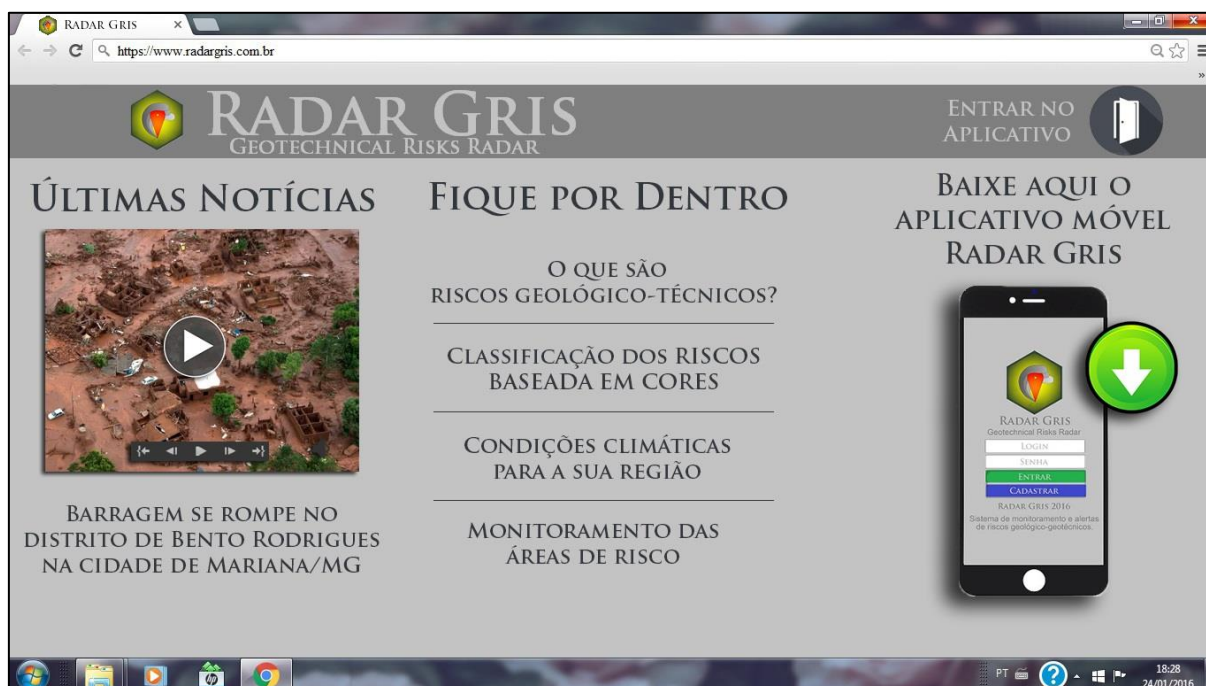 Radar Gris
https://www.radargris.com.br
Radar Gris
Geotechnical Risks Radar
Entrar no
Aplicativo
Últimas Notícias
Barragem se rompe no
distrito de Bento Rodrigues
na cidade de Mariana/MG
Fique por Dentro
O que são
riscos geológico-técnicos?
Classificação dos RISCOS
baseada em cores
Condições climáticas
para a sua região
Monitoramento das
áreas de risco
Baixe aqui o
aplicativo móvel
Radar Gris
Radar Gris
Geotechnical Risks Radar
Login
Senha
Entrar
Cadastrar
Radar Gris 2016
Sistema de monitoramento e alertas
de riscos geológico-geotécnicos.
hp
PT
18:28
24/01/2016